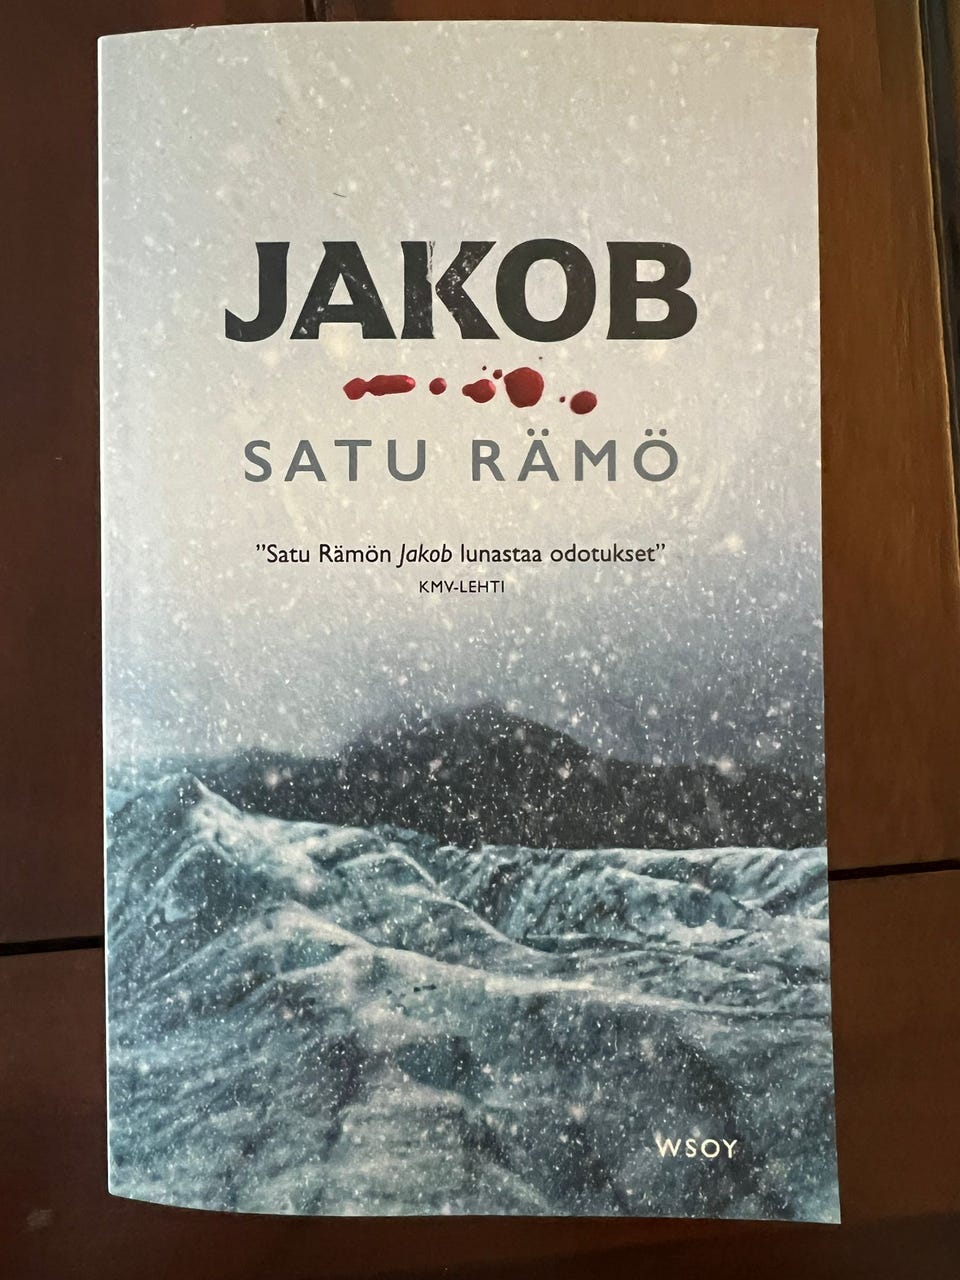 JAKOB
SATU RÄMÖ
”Satu Rämön Jakob lunastaa odotukset”
KMV-LEHTI
WSOY